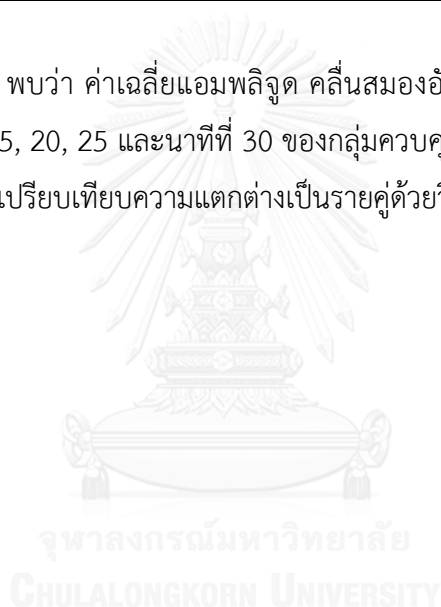 พบว่า ค่าเฉลี่ยแอมพลิจูด คลื่นสมองอั
5, 20, 25 และนาทีที่ 30 ของกลุ่มควบคุ
เปรียบเทียบความแตกต่างเป็นรายคู่ด้วยวิ
จุฬาลงกรณ์มหาวิทยาลัย
CHULALONGKORN UNIVERSITY